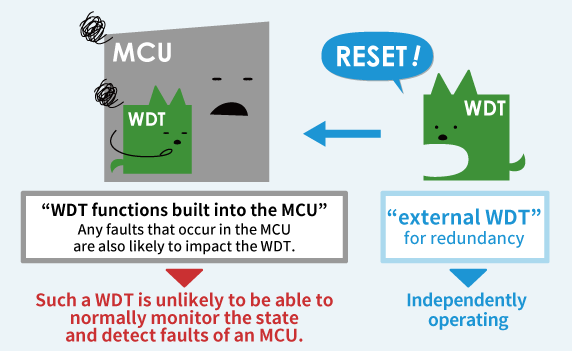 MCU
WDT
RESET!
WDT
“WDT functions built into the MCU”
Any faults that occur in the MCU
are also likely to impact the WDT.
Such a WDT is unlikely to be able to
normally monitor the state
and detect faults of an MCU.
“external WDT”
for redundancy
Independently
operating